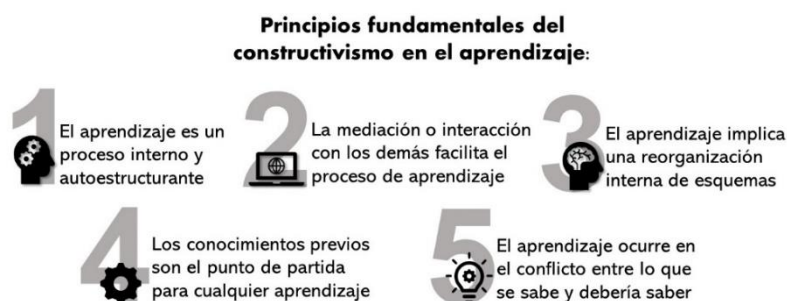 Principios fundamentales del
constructivismo en el aprendizaje:
1
El aprendizaje es un
proceso interno y
autoestructurante
2
La mediación o interacción
con los demás facilita el
proceso de aprendizaje
3
El aprendizaje implica
una reorganización
interna de esquemas
4
Los conocimientos previos
son el punto de partida
para cualquier aprendizaje
5
El aprendizaje ocurre en
el conflicto entre lo que
se sabe y debería saber